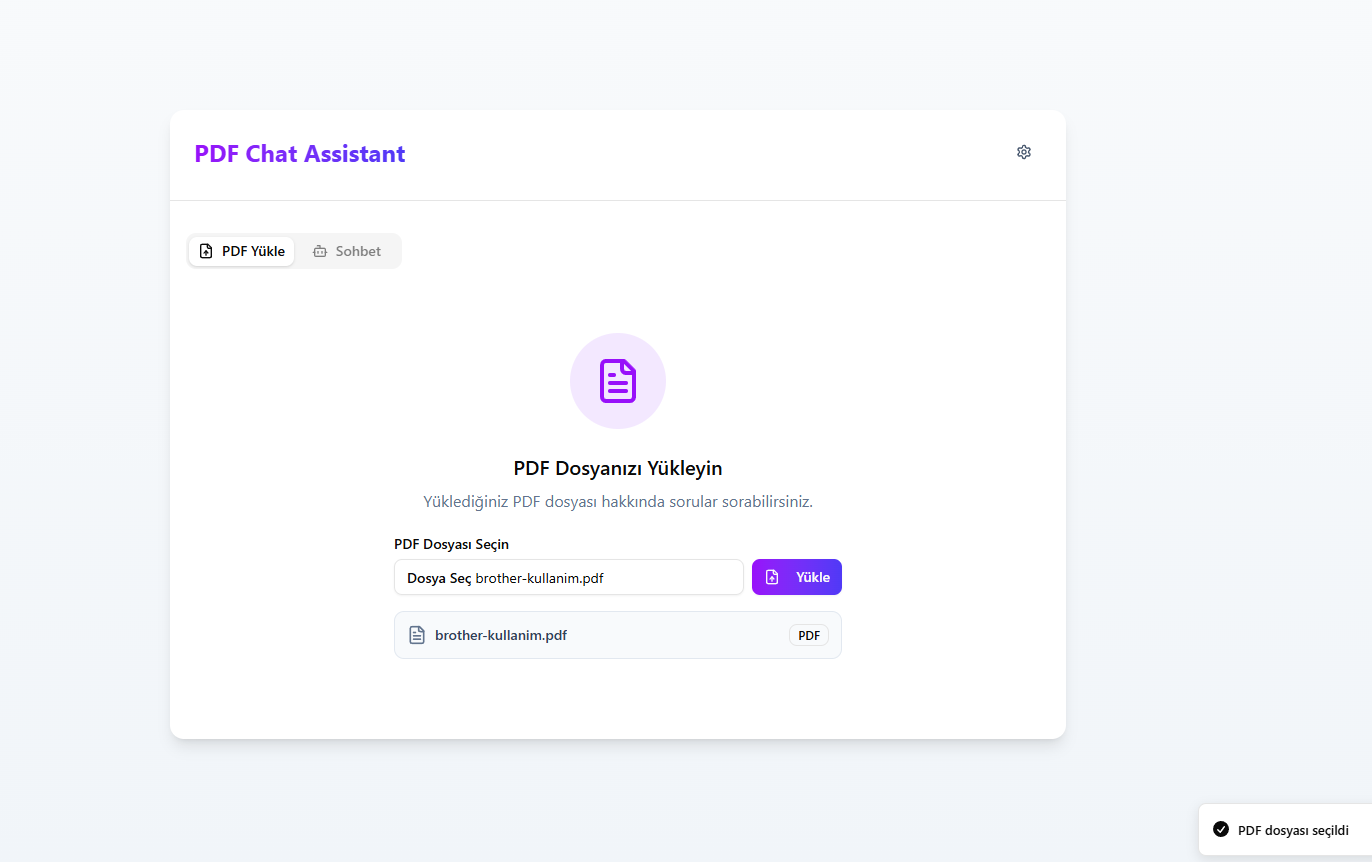 PDF Chat Assistant
PDF Yükle
Sohbet
PDF Dosyanızı Yükleyin
Yüklediğiniz PDF dosyası hakkında sorular sorabilirsiniz.
PDF Dosyası Seçin
Dosya Seç brother-kullanim.pdf
Yükle
brother-kullanim.pdf
PDF
PDF dosyası seçildi